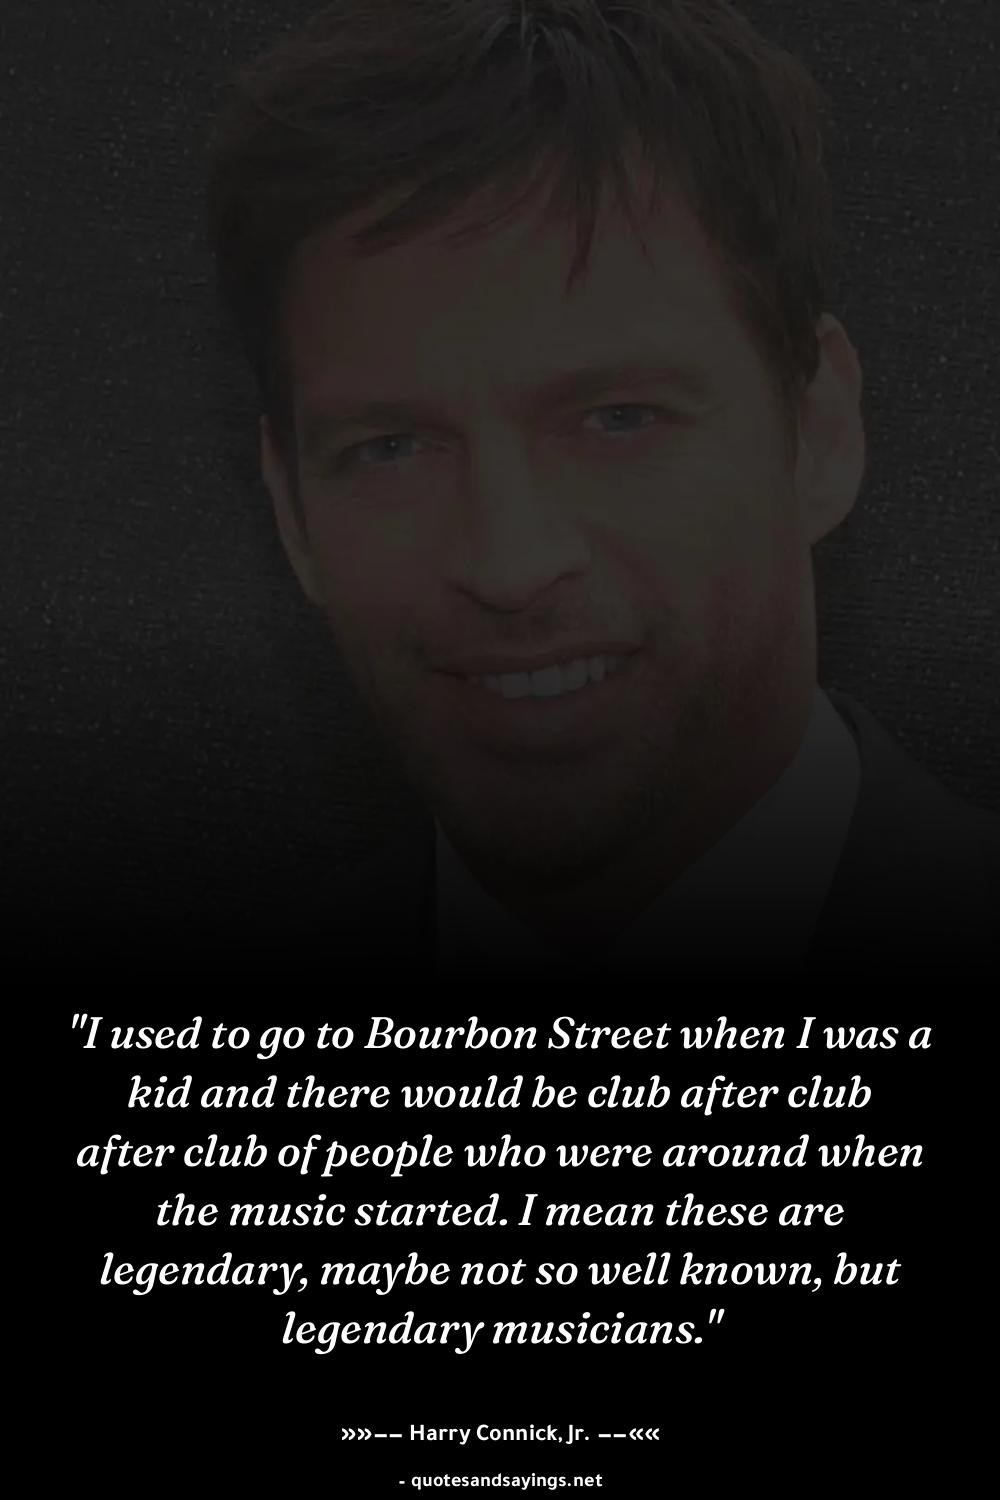 "I used to go to Bourbon Street when I was a
kid and there would be club after club
after club of people who were around when
the music started. I mean these are
legendary, maybe not so well known, but
legendary musicians."
»»–– Harry Connick, Jr. ––««
- quotesandsayings.net